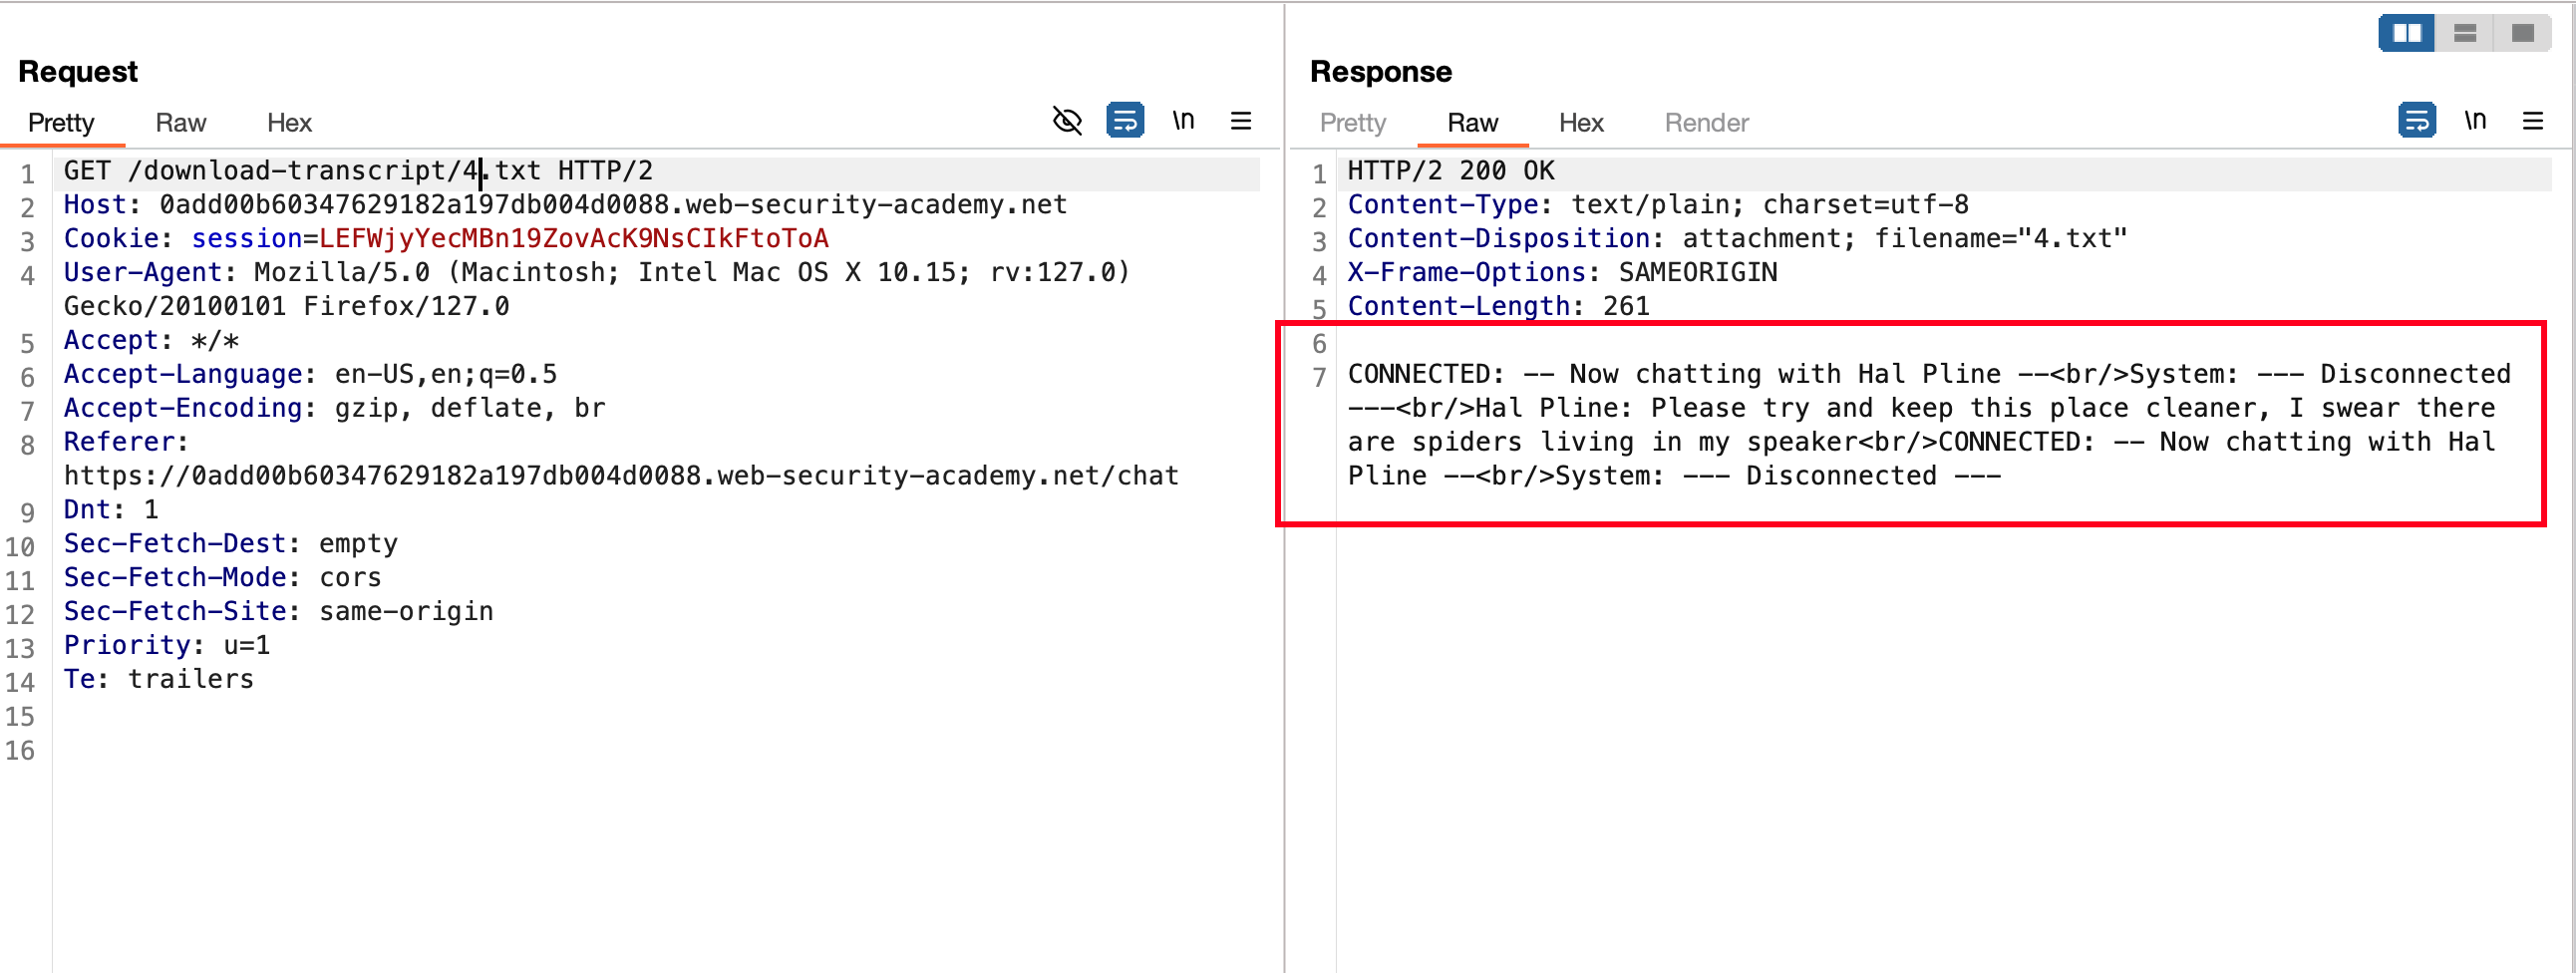 Request
Pretty Raw Hex \n
1 GET /download-transcript/4.txt HTTP/2
2 Host: 0add00b60347629182a197db004d0088.web-security-academy.net
3 Cookie: session=LEFWjyYecMBn19ZovAcK9NsCIkFtoToA
4 User-Agent: Mozilla/5.0 (Macintosh; Intel Mac OS X 10.15; rv:127.0)
Gecko/20100101 Firefox/127.0
5 Accept: */*
6 Accept-Language: en-US,en;q=0.5
7 Accept-Encoding: gzip, deflate, br
8 Referer:
https://0add00b60347629182a197db004d0088.web-security-academy.net/chat
9 Dnt: 1
10 Sec-Fetch-Dest: empty
11 Sec-Fetch-Mode: cors
12 Sec-Fetch-Site: same-origin
13 Priority: u=1
14 Te: trailers
15
16
Response
Pretty Raw Hex Render \n
1 HTTP/2 200 OK
2 Content-Type: text/plain; charset=utf-8
3 Content-Disposition: attachment; filename="4.txt"
4 X-Frame-Options: SAMEORIGIN
5 Content-Length: 261
6
7 CONNECTED: -- Now chatting with Hal Pline --<br/>System: --- Disconnected
---<br/>Hal Pline: Please try and keep this place cleaner, I swear there
are spiders living in my speaker<br/>CONNECTED: -- Now chatting with Hal
Pline --<br/>System: --- Disconnected ---